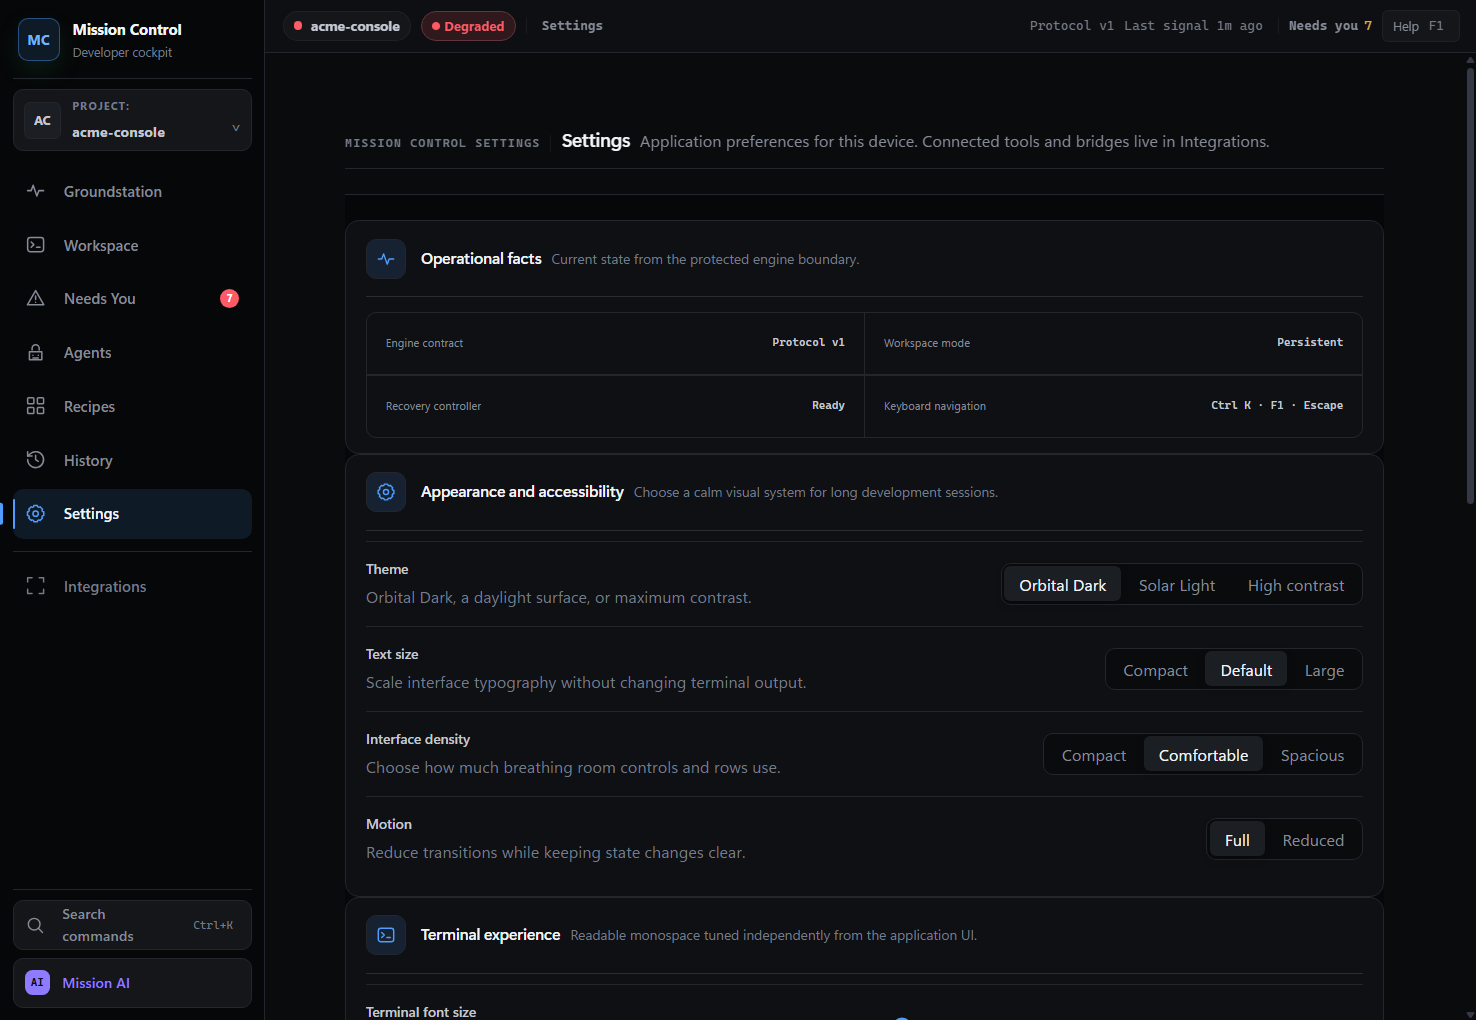 MC
Mission Control
Developer cockpit
AC
PROJECT:
acme-console
Groundstation
Workspace
Needs You
7
Agents
Recipes
History
Settings
Integrations
Search commands
Ctrl+K
AI
Mission AI
acme-console
Degraded
Settings
Protocol v1
Last signal 1m ago
Needs you 7
Help F1
MISSION CONTROL SETTINGS
Settings
Application preferences for this device. Connected tools and bridges live in Integrations.
Operational facts
Current state from the protected engine boundary.
Engine contract
Protocol v1
Workspace mode
Persistent
Recovery controller
Ready
Keyboard navigation
Ctrl K · F1 · Escape
Appearance and accessibility
Choose a calm visual system for long development sessions.
Theme
Orbital Dark, a daylight surface, or maximum contrast.
Orbital Dark
Solar Light
High contrast
Text size
Scale interface typography without changing terminal output.
Compact
Default
Large
Interface density
Choose how much breathing room controls and rows use.
Compact
Comfortable
Spacious
Motion
Reduce transitions while keeping state changes clear.
Full
Reduced
Terminal experience
Readable monospace tuned independently from the application UI.
Terminal font size